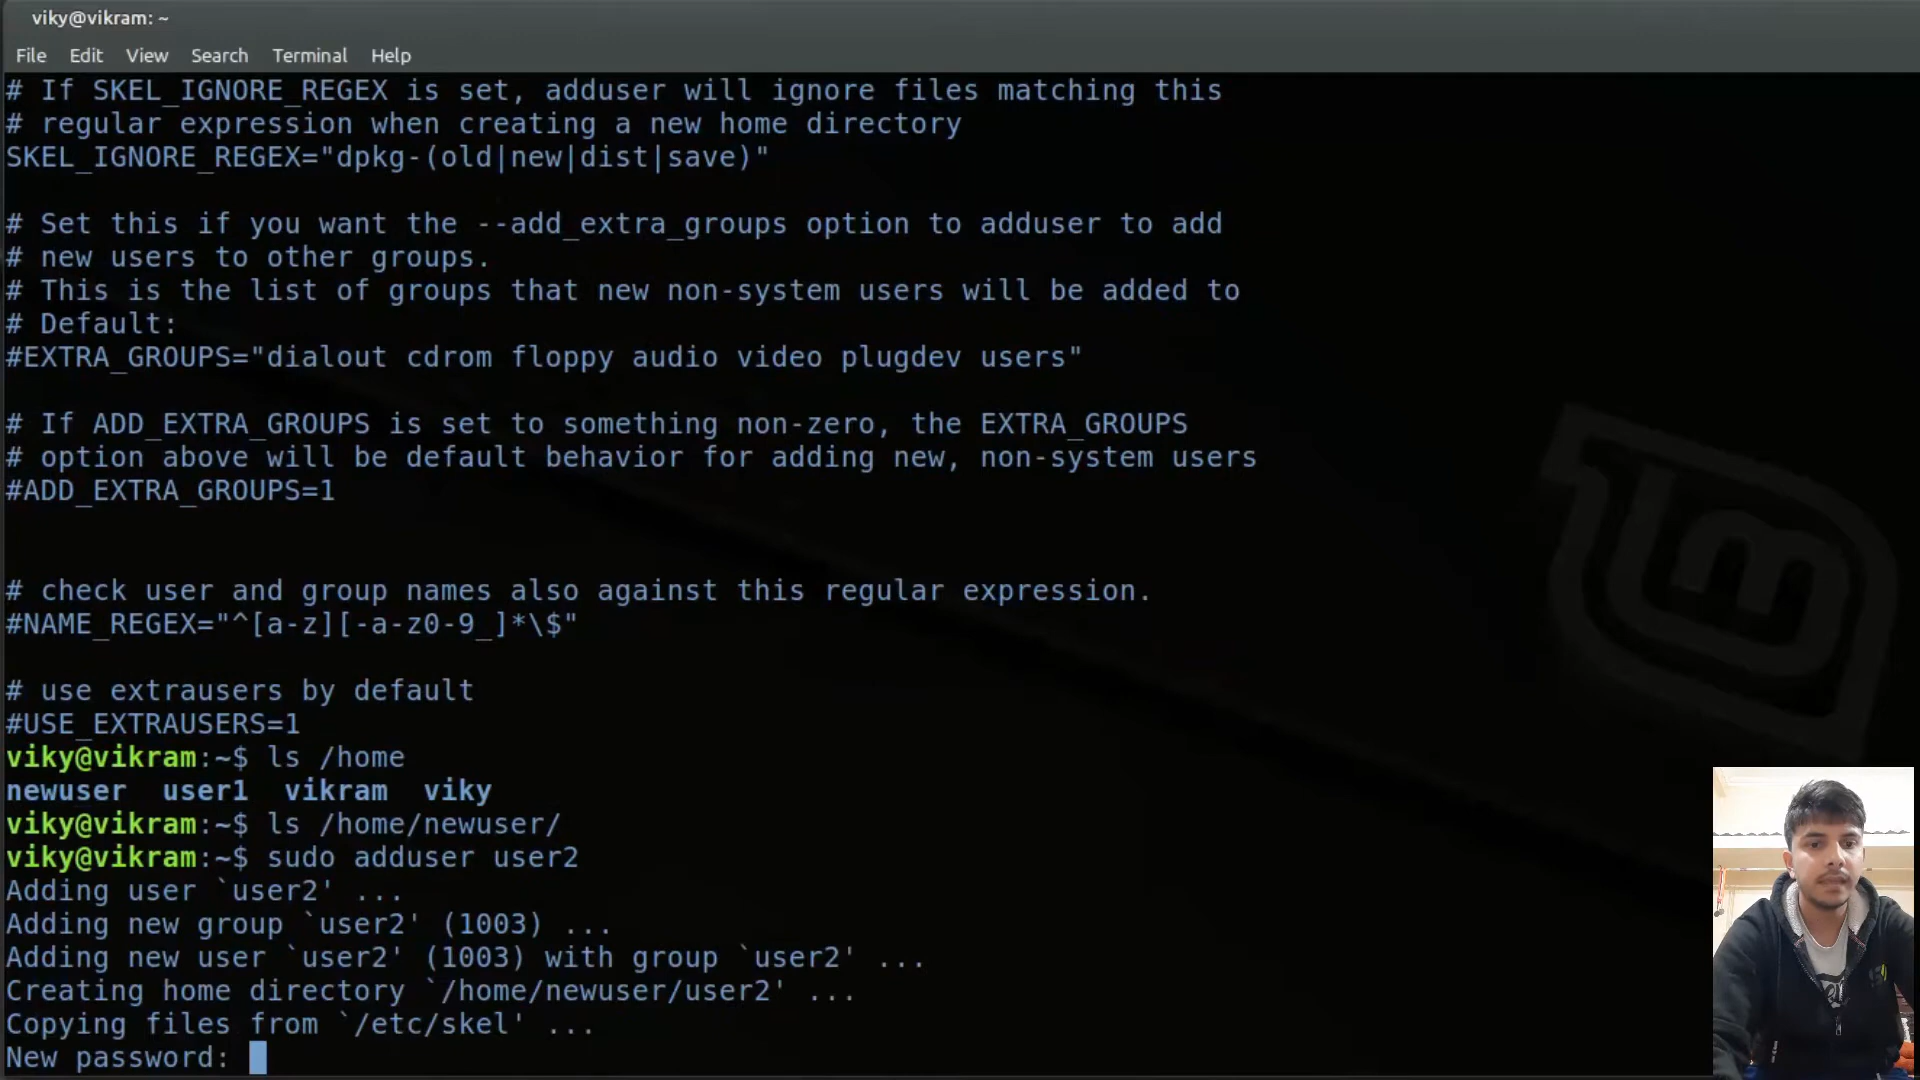 viky@vikram: ~
File Edit View Search Terminal Help
# If SKEL_IGNORE_REGEX is set, adduser will ignore files matching this
# regular expression when creating a new home directory
SKEL_IGNORE_REGEX="dpkg-(old|new|dist|save)"
# Set this if you want the --add_extra_groups option to adduser to add
# new users to other groups.
# This is the list of groups that new non-system users will be added to
# Default:
#EXTRA_GROUPS="dialout cdrom floppy audio video plugdev users"
# If ADD_EXTRA_GROUPS is set to something non-zero, the EXTRA_GROUPS
# option above will be default behavior for adding new, non-system users
#ADD_EXTRA_GROUPS=1
# check user and group names also against this regular expression.
#NAME_REGEX="^[a-z][-a-z0-9_]*\$"
# use extrausers by default
#USE_EXTRAUSERS=1
viky@vikram:~$ ls /home
newuser user1 vikram viky
viky@vikram:~$ ls /home/newuser/
viky@vikram:~$ sudo adduser user2
Adding user `user2' ...
Adding new group `user2' (1003) ...
Adding new user `user2' (1003) with group `user2' ...
Creating home directory `/home/newuser/user2' ...
Copying files from `/etc/skel' ...
New password: